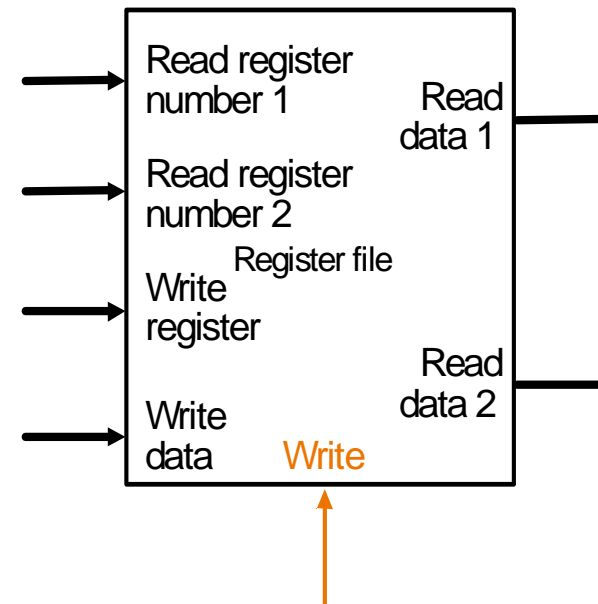 Read register
number 1
Read
data 1
Read register
number 2
Register file
Write
register
Read
data 2
Write
data
Write